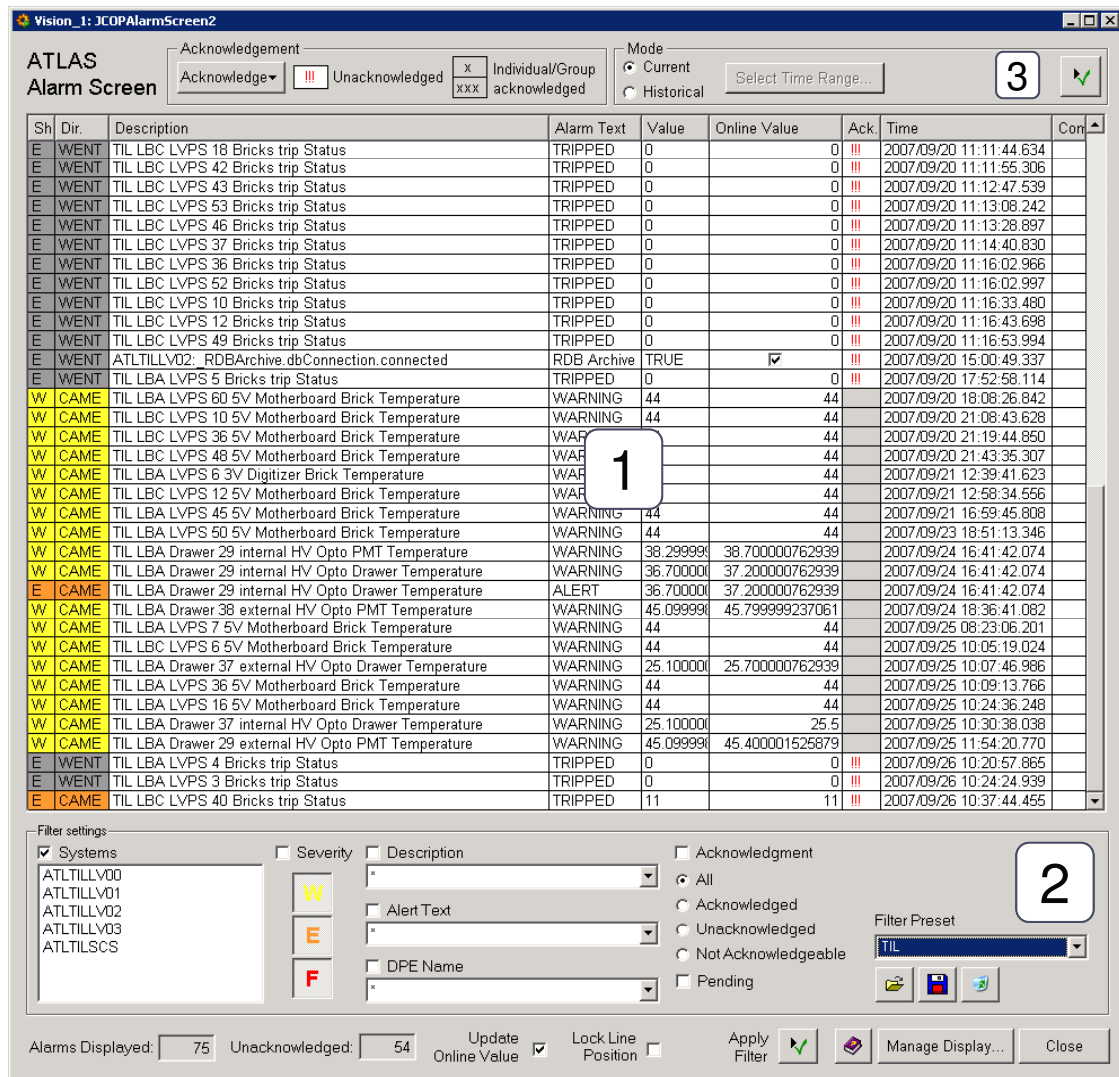 Vision_1: JCOPAlarmScreen2
ATLAS
Alarm Screen
Acknowledgement
Acknowledge
!!! Unacknowledged
x
xxx
Individual/Group
acknowledged
Mode
Current
Historical
Select Time Range...
3
Sh Dir. Description Alarm Text Value Online Value Ack. Time Com
E WENT TIL LBC LVPS 18 Bricks trip Status TRIPPED 0 0 !!! 2007/09/20 11:11:44.634
E WENT TIL LBC LVPS 42 Bricks trip Status TRIPPED 0 0 !!! 2007/09/20 11:11:55.306
E WENT TIL LBC LVPS 43 Bricks trip Status TRIPPED 0 0 !!! 2007/09/20 11:12:47.539
E WENT TIL LBC LVPS 53 Bricks trip Status TRIPPED 0 0 !!! 2007/09/20 11:13:08.242
E WENT TIL LBC LVPS 46 Bricks trip Status TRIPPED 0 0 !!! 2007/09/20 11:13:28.897
E WENT TIL LBC LVPS 37 Bricks trip Status TRIPPED 0 0 !!! 2007/09/20 11:14:40.830
E WENT TIL LBC LVPS 36 Bricks trip Status TRIPPED 0 0 !!! 2007/09/20 11:16:02.966
E WENT TIL LBC LVPS 52 Bricks trip Status TRIPPED 0 0 !!! 2007/09/20 11:16:02.997
E WENT TIL LBC LVPS 10 Bricks trip Status TRIPPED 0 0 !!! 2007/09/20 11:16:33.480
E WENT TIL LBC LVPS 12 Bricks trip Status TRIPPED 0 0 !!! 2007/09/20 11:16:43.698
E WENT TIL LBC LVPS 49 Bricks trip Status TRIPPED 0 0 !!! 2007/09/20 11:16:53.994
E WENT ATLTILLV02:_RDBArchive.dbConnection.connected RDB Archive TRUE !!! 2007/09/20 15:00:49.337
E WENT TIL LBA LVPS 5 Bricks trip Status TRIPPED 0 0 !!! 2007/09/20 17:52:58.114
W CAME TIL LBA LVPS 60 5V Motherboard Brick Temperature WARNING 44 44 2007/09/20 18:08:26.842
W CAME TIL LBC LVPS 10 5V Motherboard Brick Temperature WARNING 44 44 2007/09/20 21:08:43.628
W CAME TIL LBC LVPS 36 5V Motherboard Brick Temperature WAR 44 2007/09/20 21:19:44.850
W CAME TIL LBC LVPS 48 5V Motherboard Brick Temperature WAR 44 2007/09/20 21:43:35.307
W CAME TIL LBA LVPS 6 3V Digitizer Brick Temperature WAR 44 2007/09/21 12:39:41.623
W CAME TIL LBC LVPS 12 5V Motherboard Brick Temperature WAR 44 2007/09/21 12:58:34.556
W CAME TIL LBA LVPS 45 5V Motherboard Brick Temperature WARNING 44 44 2007/09/21 16:59:45.808
W CAME TIL LBA LVPS 50 5V Motherboard Brick Temperature WARNING 44 44 2007/09/23 18:51:13.346
W CAME TIL LBA Drawer 29 internal HV Opto PMT Temperature WARNING 38.299999 38.700000762939 2007/09/24 16:41:42.074
W CAME TIL LBA Drawer 29 internal HV Opto Drawer Temperature WARNING 36.700000 37.200000762939 2007/09/24 16:41:42.074
E CAME TIL LBA Drawer 29 internal HV Opto Drawer Temperature ALERT 36.700000 37.200000762939 2007/09/24 16:41:42.074
W CAME TIL LBA Drawer 38 external HV Opto PMT Temperature WARNING 45.099998 45.799999237061 2007/09/24 18:36:41.082
W CAME TIL LBA LVPS 7 5V Motherboard Brick Temperature WARNING 44 44 2007/09/25 08:23:06.201
W CAME TIL LBC LVPS 6 5V Motherboard Brick Temperature WARNING 44 44 2007/09/25 10:05:19.024
W CAME TIL LBA Drawer 37 external HV Opto Drawer Temperature WARNING 25.100000 25.700000762939 2007/09/25 10:07:46.986
W CAME TIL LBA LVPS 36 5V Motherboard Brick Temperature WARNING 44 44 2007/09/25 10:09:13.766
W CAME TIL LBA LVPS 16 5V Motherboard Brick Temperature WARNING 44 44 2007/09/25 10:24:36.248
W CAME TIL LBA Drawer 37 internal HV Opto Drawer Temperature WARNING 25.100000 25.5 2007/09/25 10:30:38.038
W CAME TIL LBA Drawer 29 external HV Opto PMT Temperature WARNING 45.099998 45.400001525879 2007/09/25 11:54:20.770
E WENT TIL LBA LVPS 4 Bricks trip Status TRIPPED 0 0 !!! 2007/09/26 10:20:57.865
E WENT TIL LBA LVPS 3 Bricks trip Status TRIPPED 0 0 !!! 2007/09/26 10:24:24.939
E CAME TIL LBC LVPS 40 Bricks trip Status TRIPPED 11 11 !!! 2007/09/26 10:37:44.455
1
Filter settings
Systems
ATLTILLV00
ATLTILLV01
ATLTILLV02
ATLTILLV03
ATLTILSCS
Severity
W
E
F
Description
*
Alert Text
*
DPE Name
*
Acknowledgment
All
Acknowledged
Unacknowledged
Not Acknowledgeable
Pending
2
Filter Preset
TIL
Alarms Displayed: 75
Unacknowledged: 54
Update
Online Value
Lock Line
Position
Apply
Filter
Manage Display...
Close